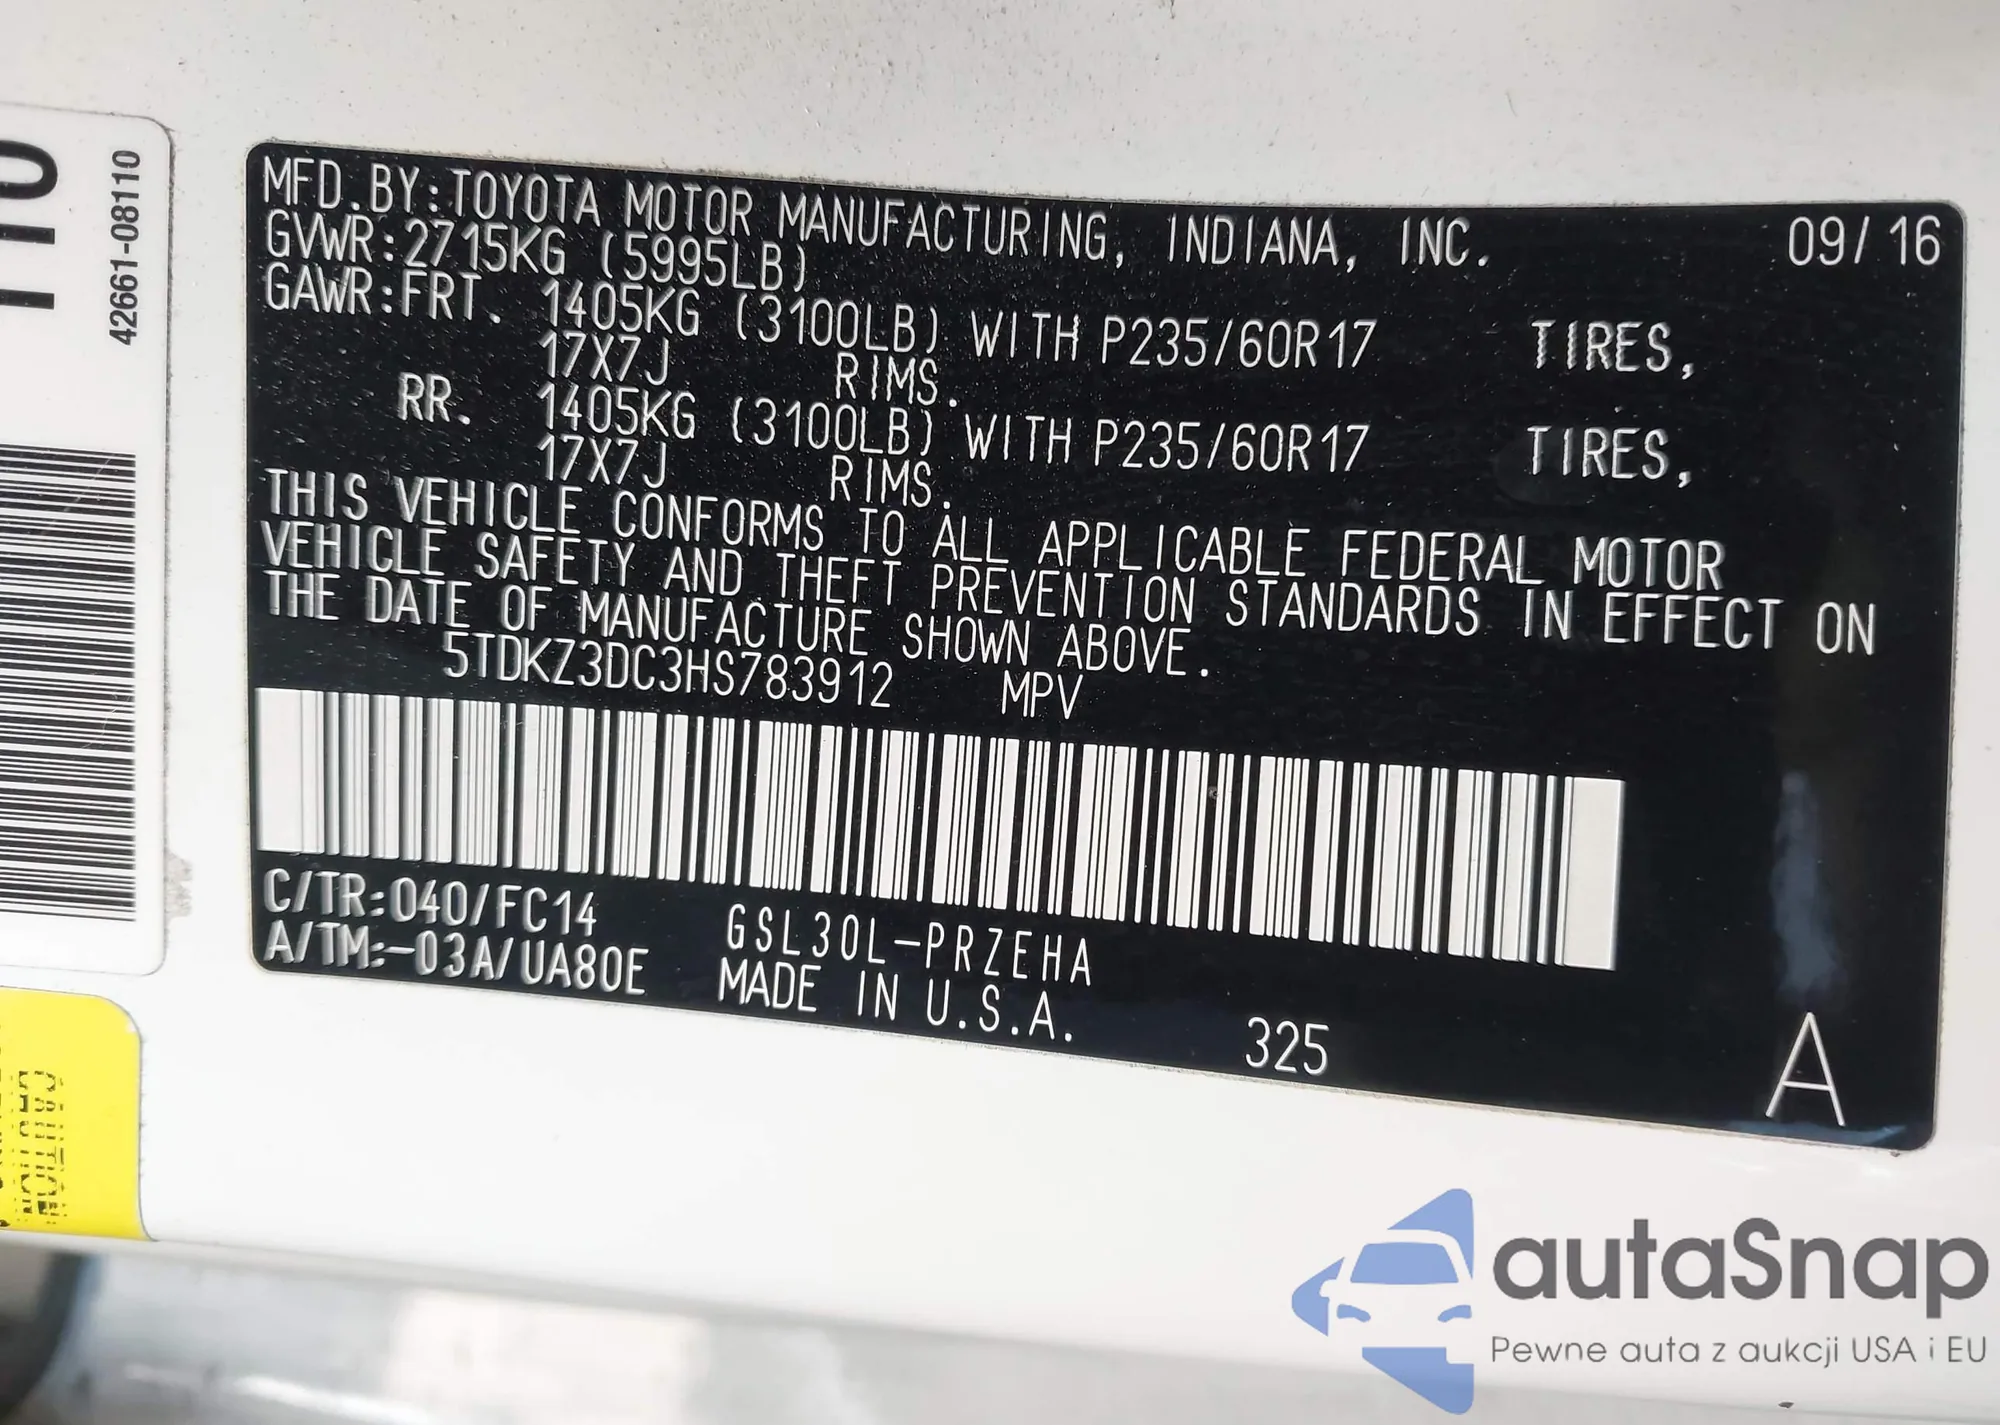 110
42661-08110
MFD.BY:TOYOTA MOTOR MANUFACTURING, INDIANA, INC. 09/16
GVWR:2715KG (5995LB)
GAWR:FRT. 1405KG (3100LB) WITH P235/60R17 TIRES,
17X7J RIMS.
RR. 1405KG (3100LB) WITH P235/60R17 TIRES,
17X7J RIMS.
THIS VEHICLE CONFORMS TO ALL APPLICABLE FEDERAL MOTOR
VEHICLE SAFETY AND THEFT PREVENTION STANDARDS IN EFFECT ON
THE DATE OF MANUFACTURE SHOWN ABOVE.
5TDKZ3DC3HS783912 MPV
C/TR:040/FC14 GSL30L-PRZEHA
A/TM:-03A/UA80E MADE IN U.S.A. 325 A
CAUTION
autaSnap
Pewne auta z aukcji USA i EU